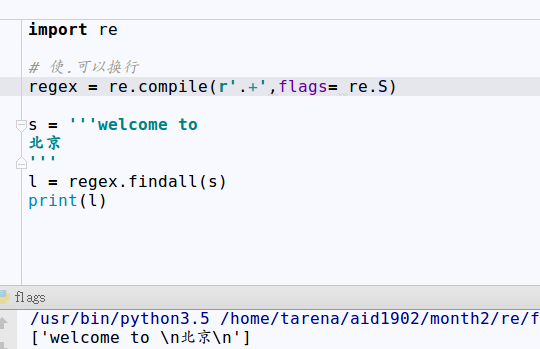 import re
# 使.可以换行
regex = re.compile(r'.+',flags= re.S)
s = '''welcome to
北京
'''
l = regex.findall(s)
print(l)
flags
/usr/bin/python3.5 /home/tarena/aid1902/month2/re/f
['welcome to \n北京\n']